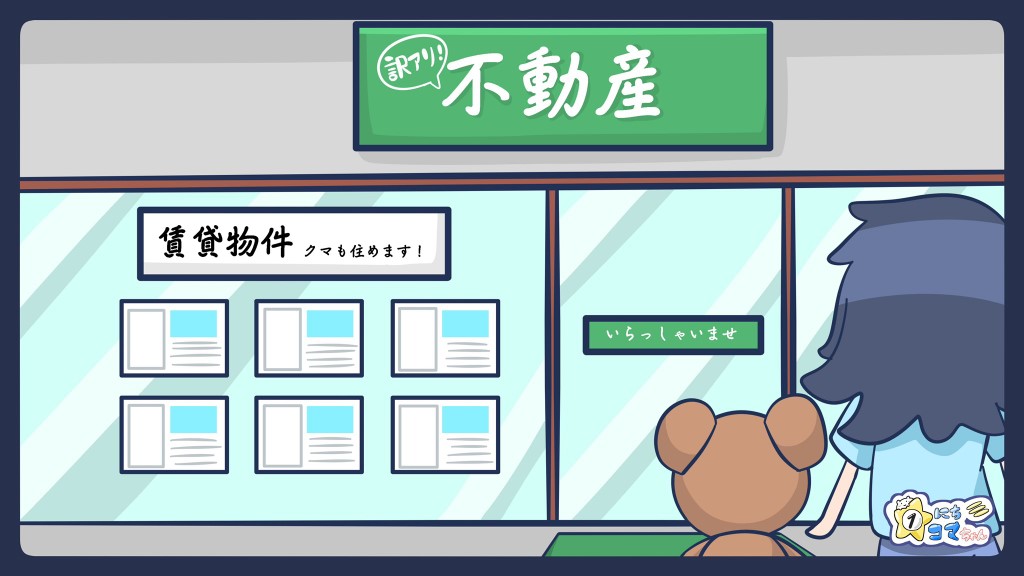 訳アリ!
不動産
賃貸物件 クマも住めます!
いらっしゃいませ
1にち
コマ
ちゃん